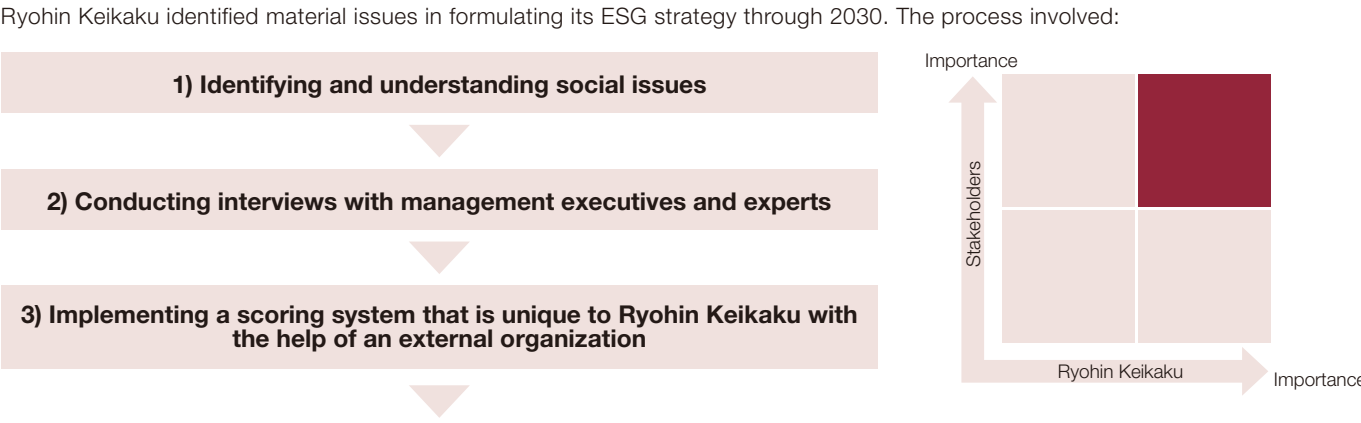 Ryohin Keikaku identified material issues in formulating its ESG strategy through 2030. The process involved:
1) Identifying and understanding social issues
2) Conducting interviews with management executives and experts
3) Implementing a scoring system that is unique to Ryohin Keikaku with
the help of an external organization
Importance
Stakeholders
Ryohin Keikaku
Importance